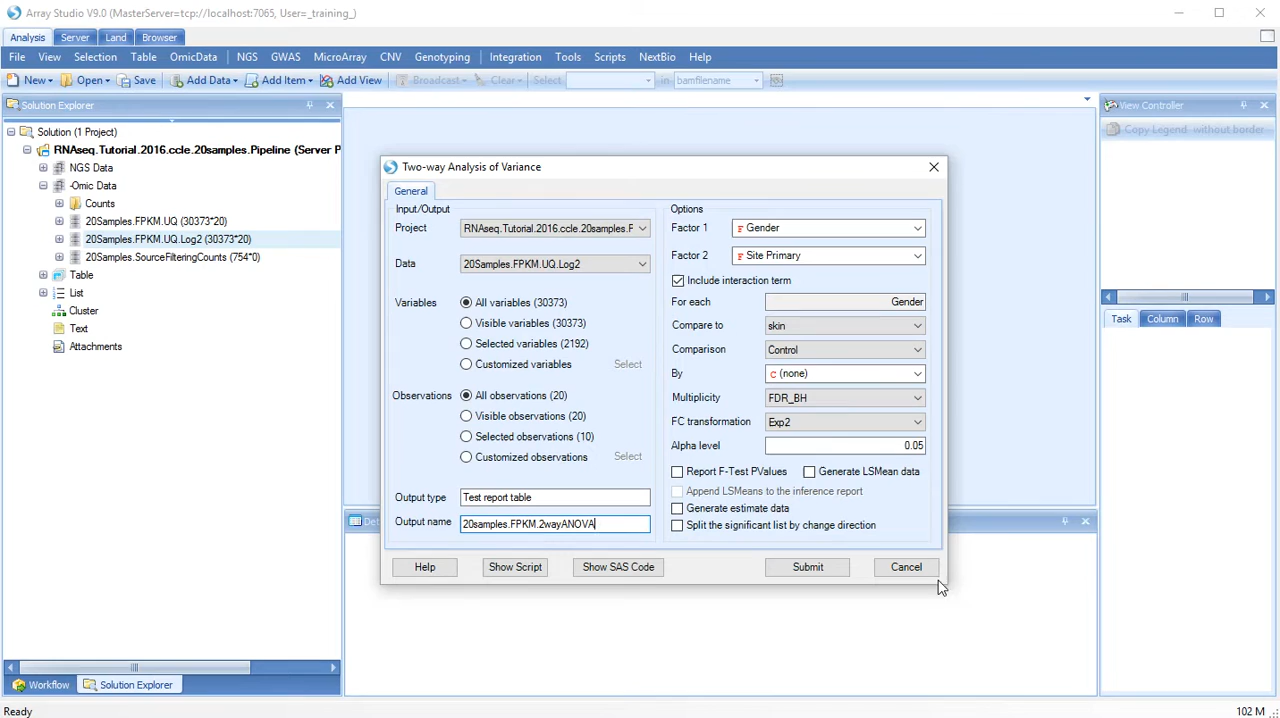 Array Studio V9.0 (MasterServer=tcp://localhost:7065, User=_training_)
Analysis Server Land Browser
File View Selection Table OmicData NGS GWAS MicroArray CNV Genotyping Integration Tools Scripts NextBio Help
New Open Save Add Data Add Item Add View Broadcast Clear Select in bamfilename
Solution Explorer
View Controller
Copy Legend without border
Solution (1 Project)
RNAseq.Tutorial.2016.ccle.20samples.Pipeline (Server P
NGS Data
-Omic Data
Counts
20Samples.FPKM.UQ (30373*20)
20Samples.FPKM.UQ.Log2 (30373*20)
20Samples.SourceFilteringCounts (754*0)
Table
List
Cluster
Text
Attachments
Two-way Analysis of Variance
General
Input/Output
Project RNAseq.Tutorial.2016.ccle.20samples.F
Data 20Samples.FPKM.UQ.Log2
Variables All variables (30373)
Visible variables (30373)
Selected variables (2192)
Customized variables Select
Observations All observations (20)
Visible observations (20)
Selected observations (10)
Customized observations Select
Output type Test report table
Output name 20samples.FPKM.2wayANOVA
Options
Factor 1 F Gender
Factor 2 F Site Primary
Include interaction term
For each Gender
Compare to skin
Comparison Control
By C (none)
Multiplicity FDR_BH
FC transformation Exp2
Alpha level 0.05
Report F-Test PValues Generate LSMean data
Append LSMeans to the inference report
Generate estimate data
Split the significant list by change direction
Help Show Script Show SAS Code Submit Cancel
Task Column Row
Workflow Solution Explorer
Ready 102 M